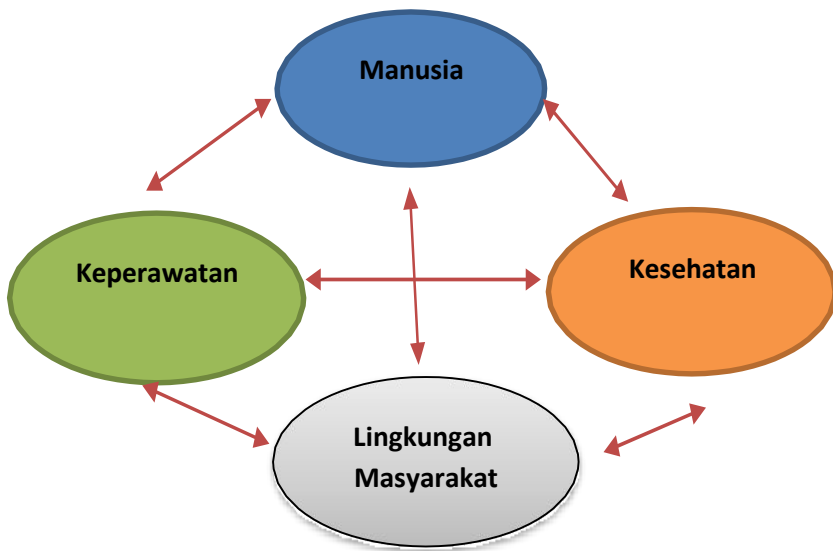 Manusia
Keperawatan
Kesehatan
Lingkungan
Masyarakat